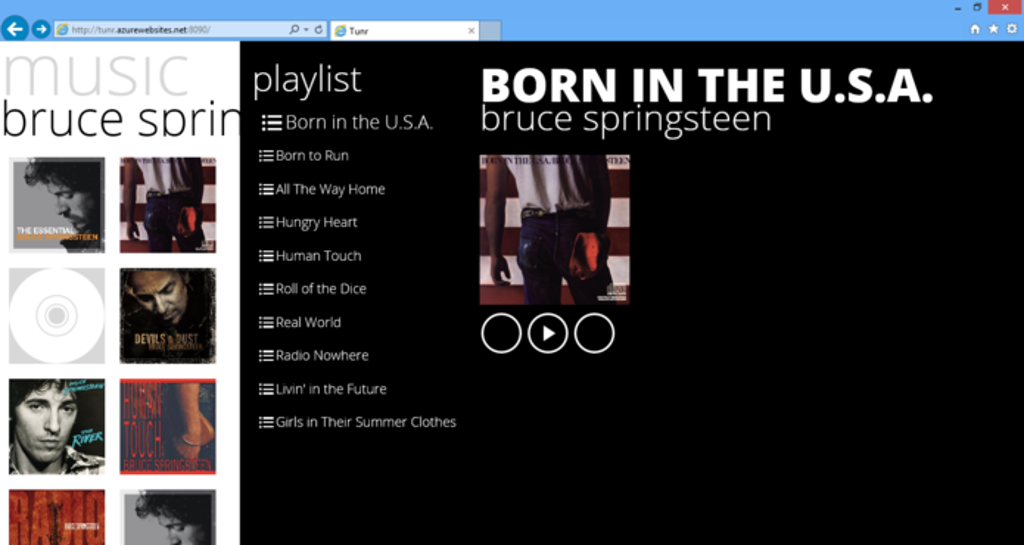 http://tunr.azurewebsites.net:8090/
Tunr
music
bruce sprin
THE ESSENTIAL
BRUCE SPRINGSTEEN
DEVILS & DUST
BRUCE SPRINGSTEEN
THE RIVER
HUMAN
TOUCH
BRUCE SPRINGSTEEN
RADIO
playlist
Born in the U.S.A.
Born to Run
All The Way Home
Hungry Heart
Human Touch
Roll of the Dice
Real World
Radio Nowhere
Livin' in the Future
Girls in Their Summer Clothes
BORN IN THE U.S.A.
bruce springsteen
BORN IN THE U.S.A./BRUCE SPRINGSTEEN